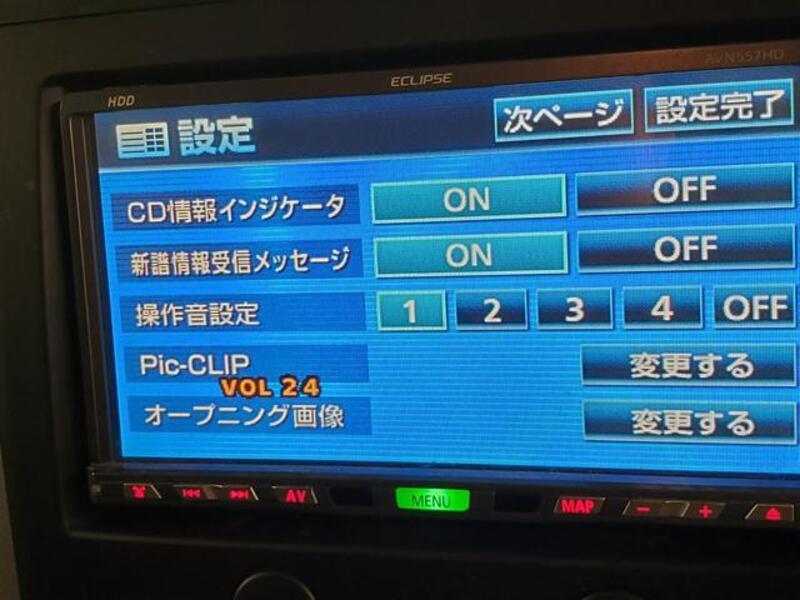 ECLIPSE
AVN557HD
HDD
設定 次ページ 設定完了
CD情報インジケータ ON OFF
新譜情報受信メッセージ ON OFF
操作音設定 1 2 3 4 OFF
Pic-CLIP 変更する
VOL 24
オープニング画像 変更する
AV MENU MAP − +